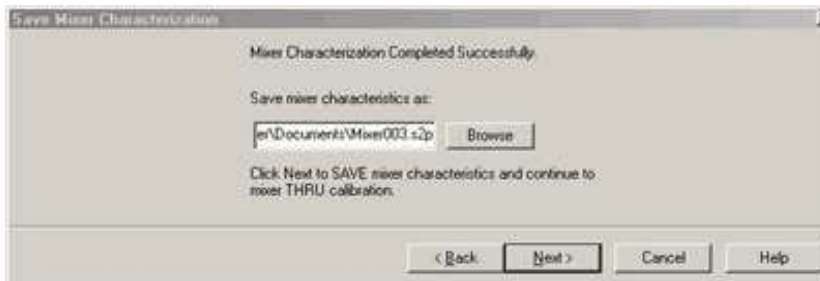 Save Mixer Characterization
Mixer Characterization Completed Successfully.
Save mixer characteristics as:
er\Documents\Mixer003.s2p
Browse
Click Next to SAVE mixer characteristics and continue to
mixer THRU calibration.
< Back
Next >
Cancel
Help